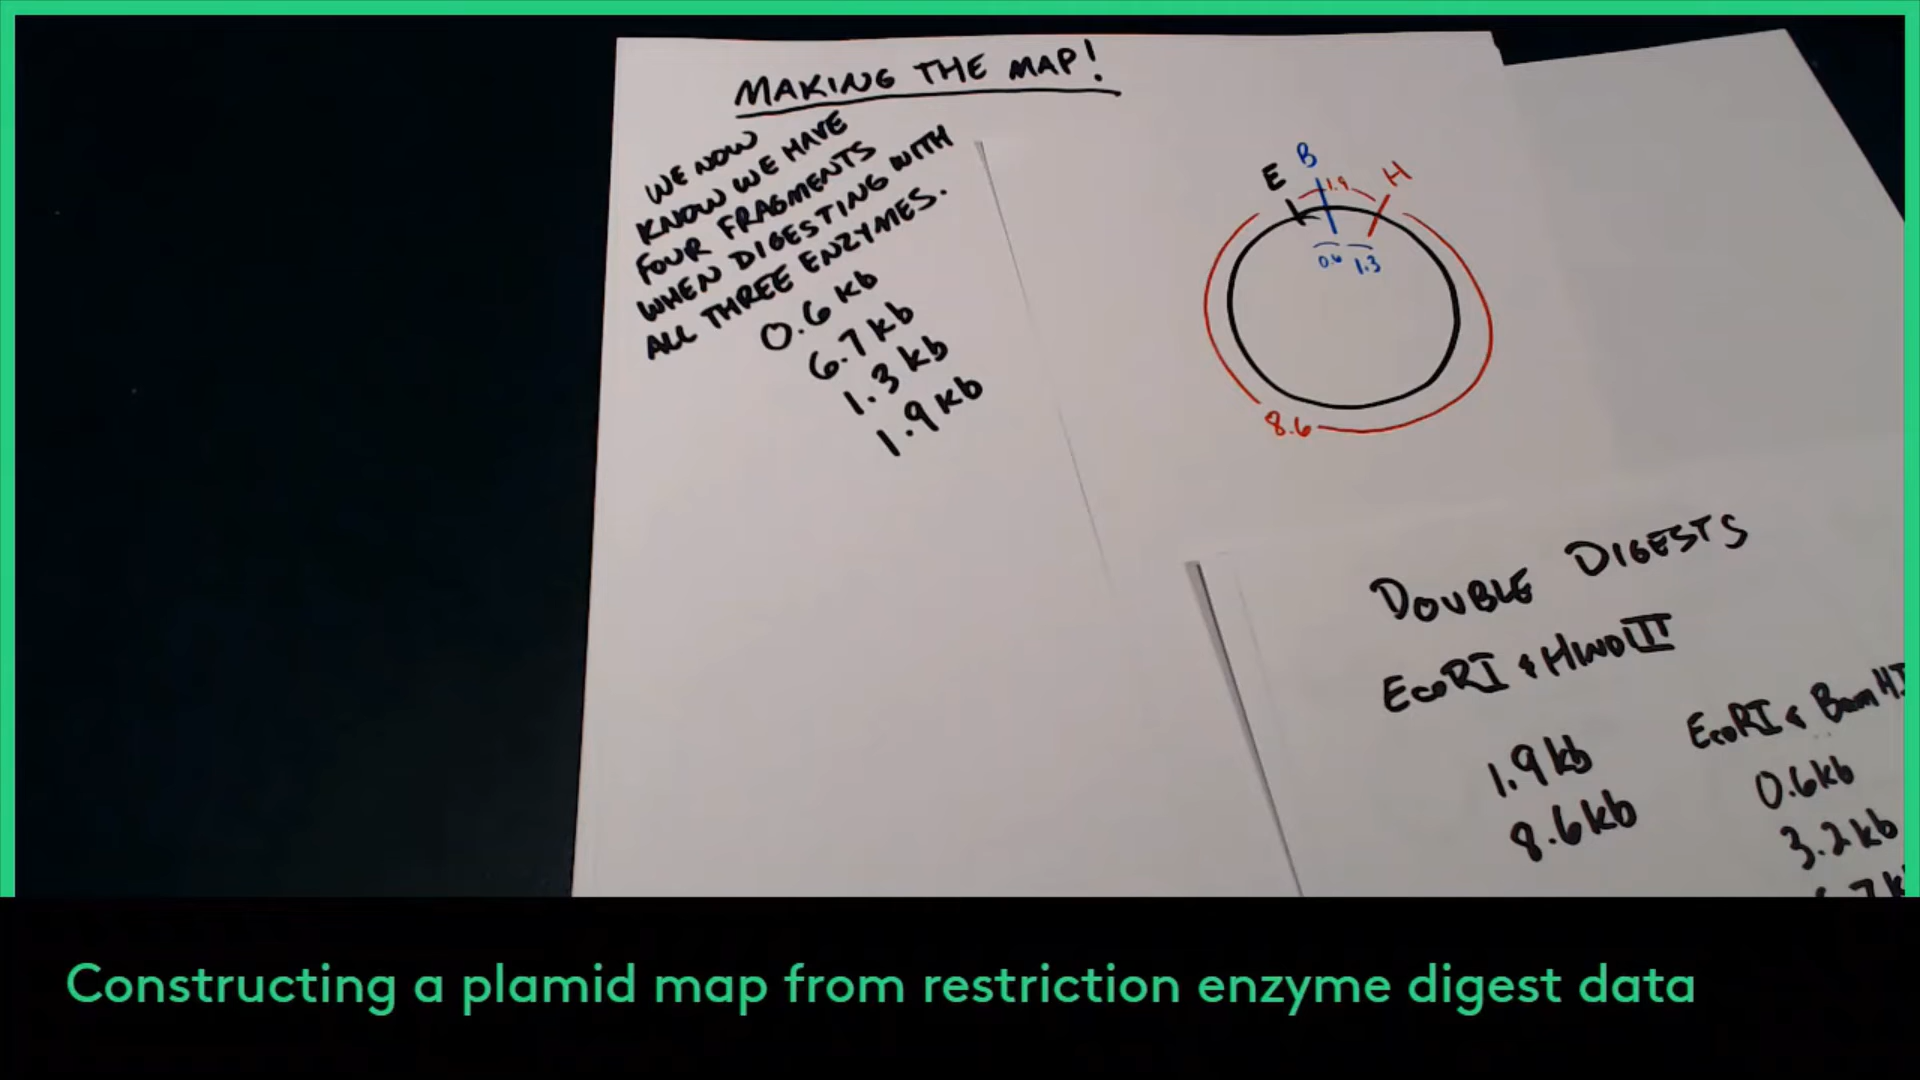 MAKING THE MAP!
WE NOW
KNOW WE HAVE
FOUR FRAGMENTS
WHEN DIGESTING WITH
ALL THREE ENZYMES.
0.6 kb
6.7 kb
1.3 kb
1.9 kb
E B H
1.9
0.6 1.3
8.6
DOUBLE DIGESTS
EcoRI & HINDIII
1.9 kb
8.6 kb
EcoRI & BamHI
0.6 kb
3.2 kb
Constructing a plamid map from restriction enzyme digest data